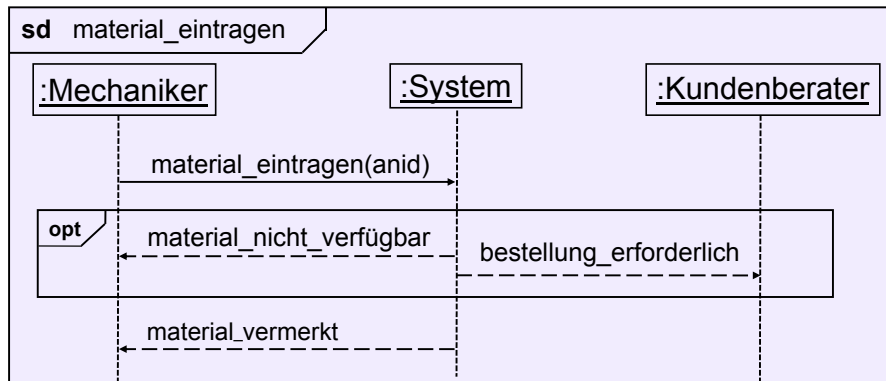 sd material_eintragen
:Mechaniker :System :Kundenberater
material_eintragen(anid)
opt
material_nicht_verfügbar
bestellung_erforderlich
material_vermerkt